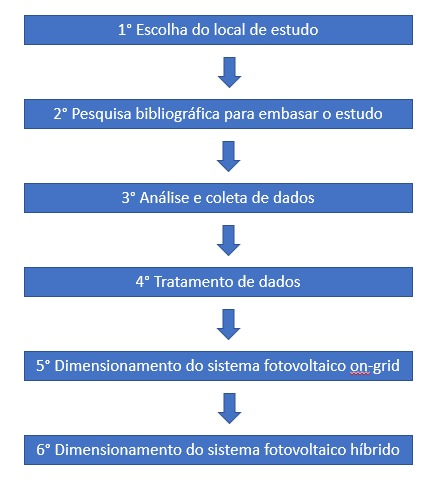 1° Escolha do local de estudo
2° Pesquisa bibliográfica para embasar o estudo
3° Análise e coleta de dados
4° Tratamento de dados
5° Dimensionamento do sistema fotovoltaico on-grid
6° Dimensionamento do sistema fotovoltaico híbrido